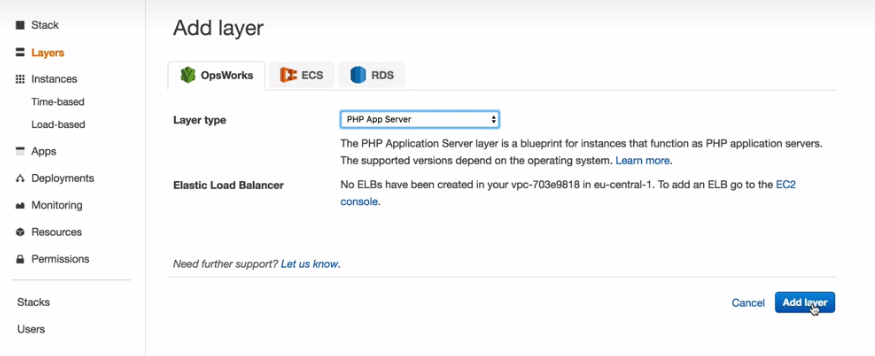 Stack
Layers
Instances
Time-based
Load-based
Apps
Deployments
Monitoring
Resources
Permissions
Stacks
Users
Add layer
OpsWorks
ECS
RDS
Layer type
PHP App Server
The PHP Application Server layer is a blueprint for instances that function as PHP application servers.
The supported versions depend on the operating system. Learn more.
Elastic Load Balancer
No ELBs have been created in your vpc-703e9818 in eu-central-1. To add an ELB go to the EC2
console.
Need further support? Let us know.
Cancel
Add layer